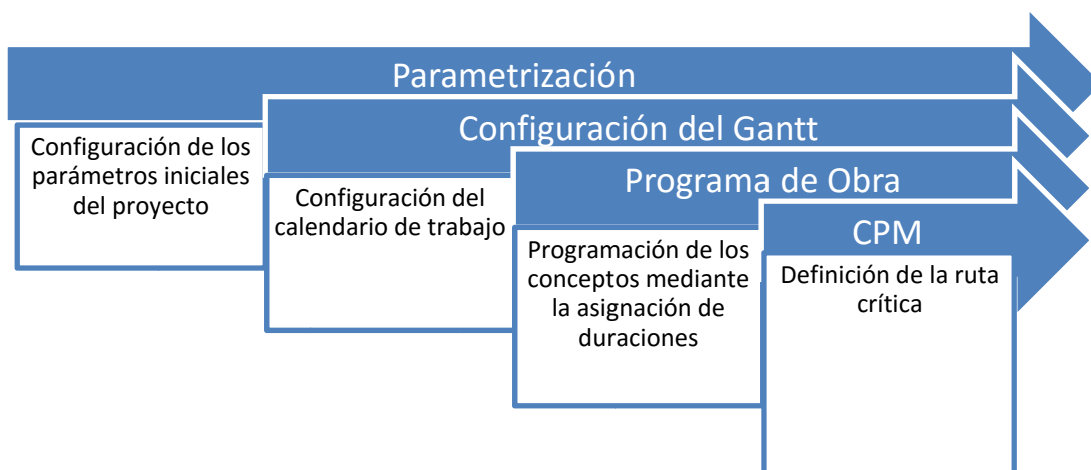 Parametrización
Configuración de los
parámetros iniciales
del proyecto
Configuración del Gantt
Configuración del
calendario de trabajo
Programa de Obra
Programación de los
conceptos mediante
la asignación de
duraciones
CPM
Definición de la ruta
crítica